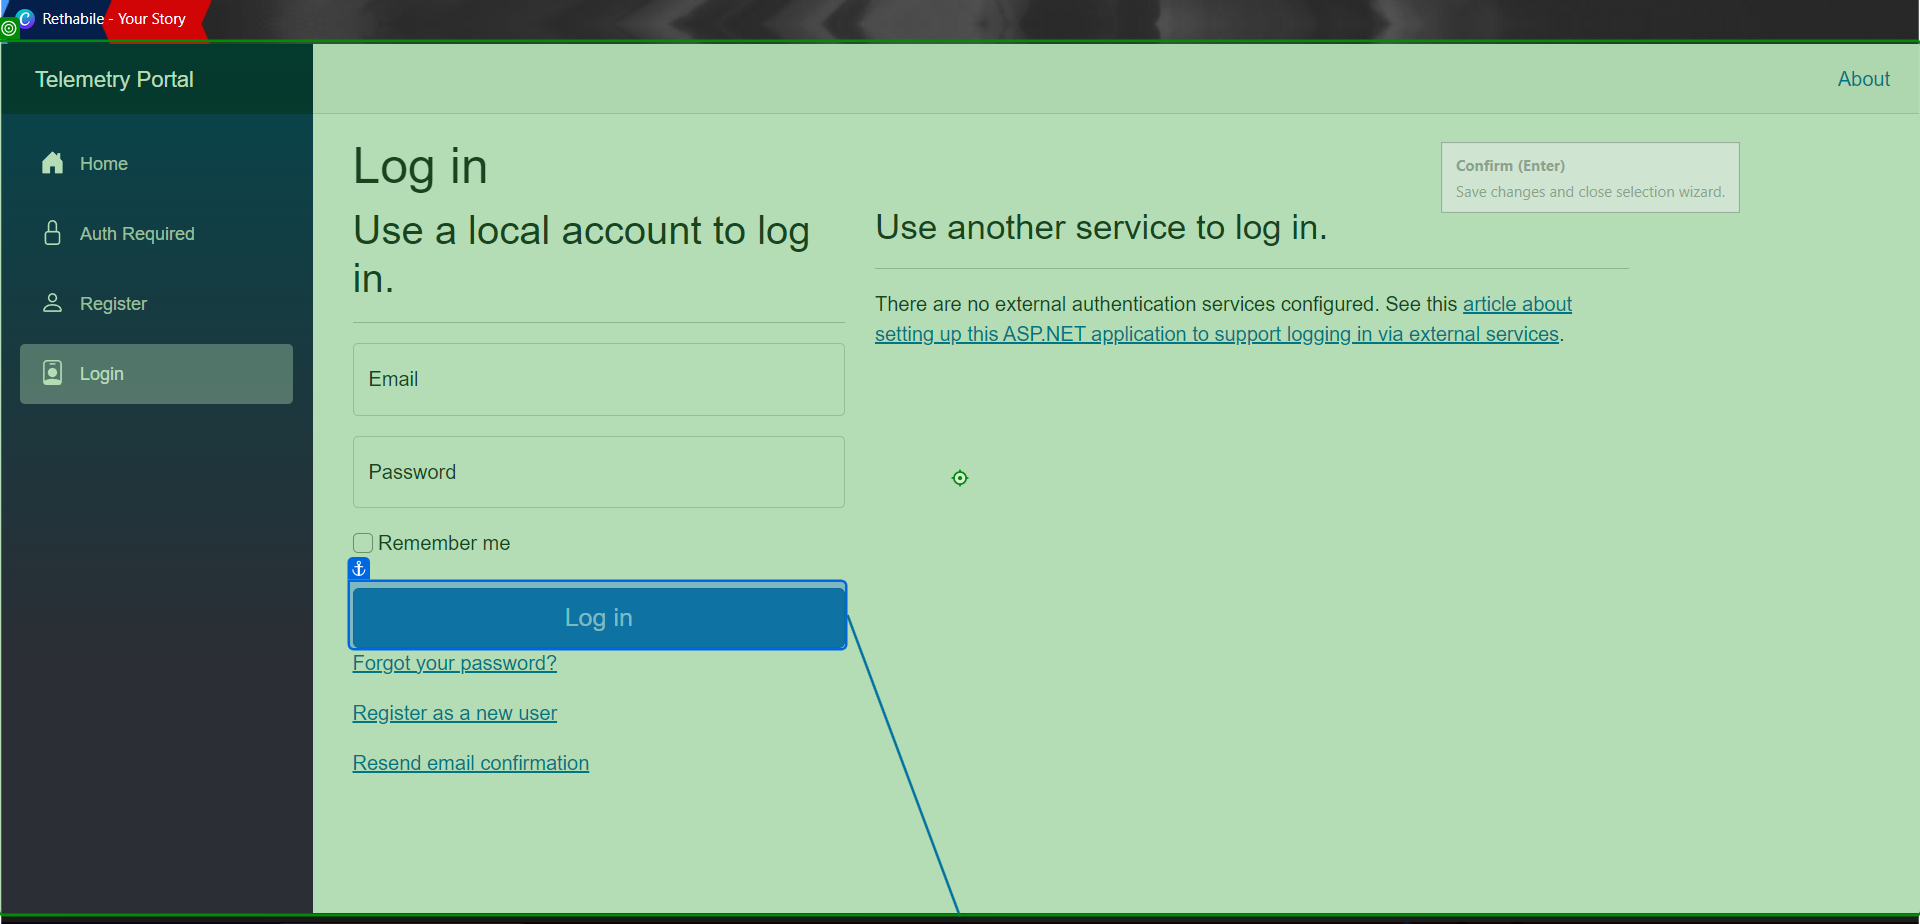 Rethabile - Your Story
Telemetry Portal
About
Home
Auth Required
Register
Login
Log in
Use a local account to log
in.
Email
Password
Remember me
Log in
Forgot your password?
Register as a new user
Resend email confirmation
Confirm (Enter)
Save changes and close selection wizard.
Use another service to log in.
There are no external authentication services configured. See this article about
setting up this ASP.NET application to support logging in via external services.